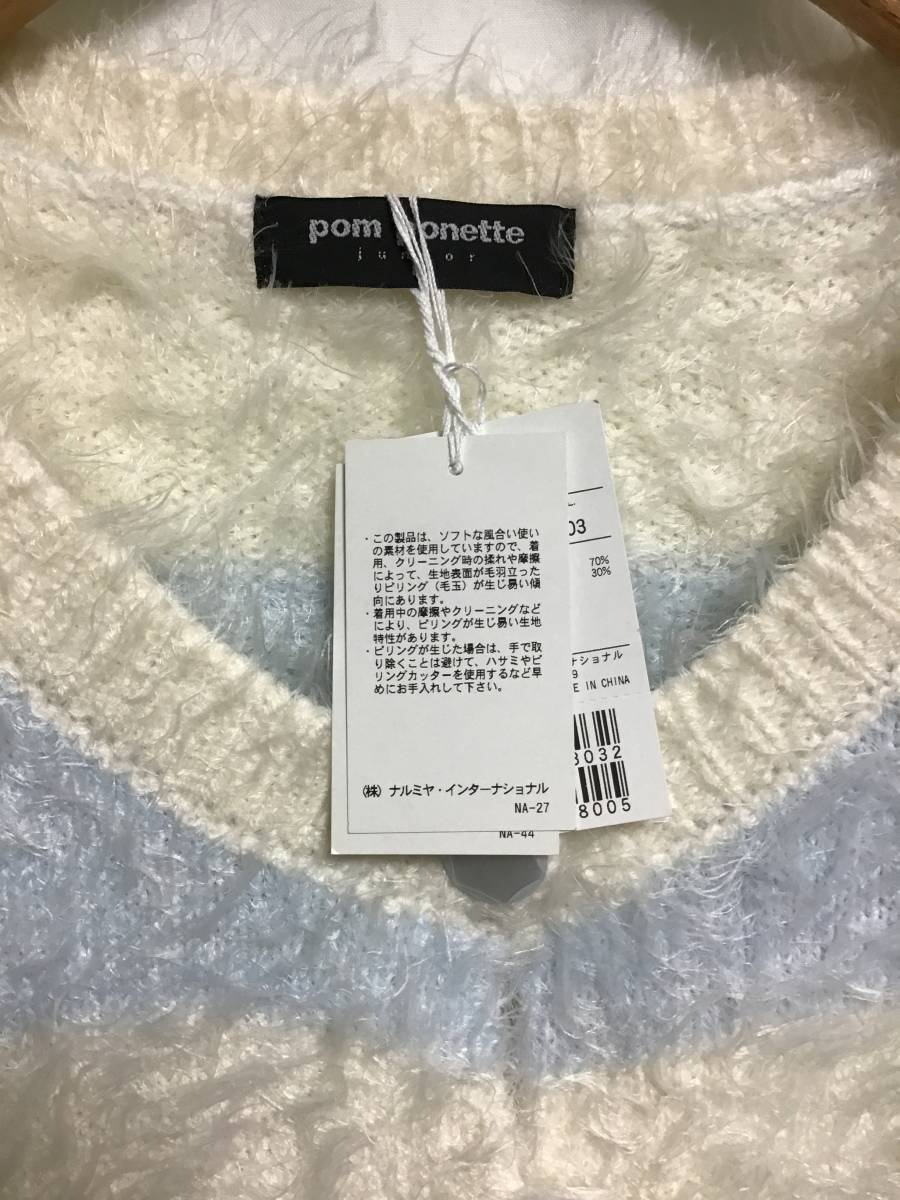 pom ponette
junior
・この製品は、ソフトな風合い使い
の素材を使用していますので、着
用、クリーニング時の揉れや摩擦
によって、生地表面が毛羽立った
りピリング（毛玉）が生じ易い傾
向にあります。
・着用中の摩擦やクリーニングなど
により、ピリングが生じ易い生地
特性があります。
・ピリングが生じた場合は、手で取
り除くことは避けて、ハサミやピ
リングカッターを使用するなど早
めにお手入れして下さい。
㈱ ナルミヤ・インターナショナル
NA-27
NA-44
03
70%
30%
ナショナル
9
E IN CHINA
3032
8005